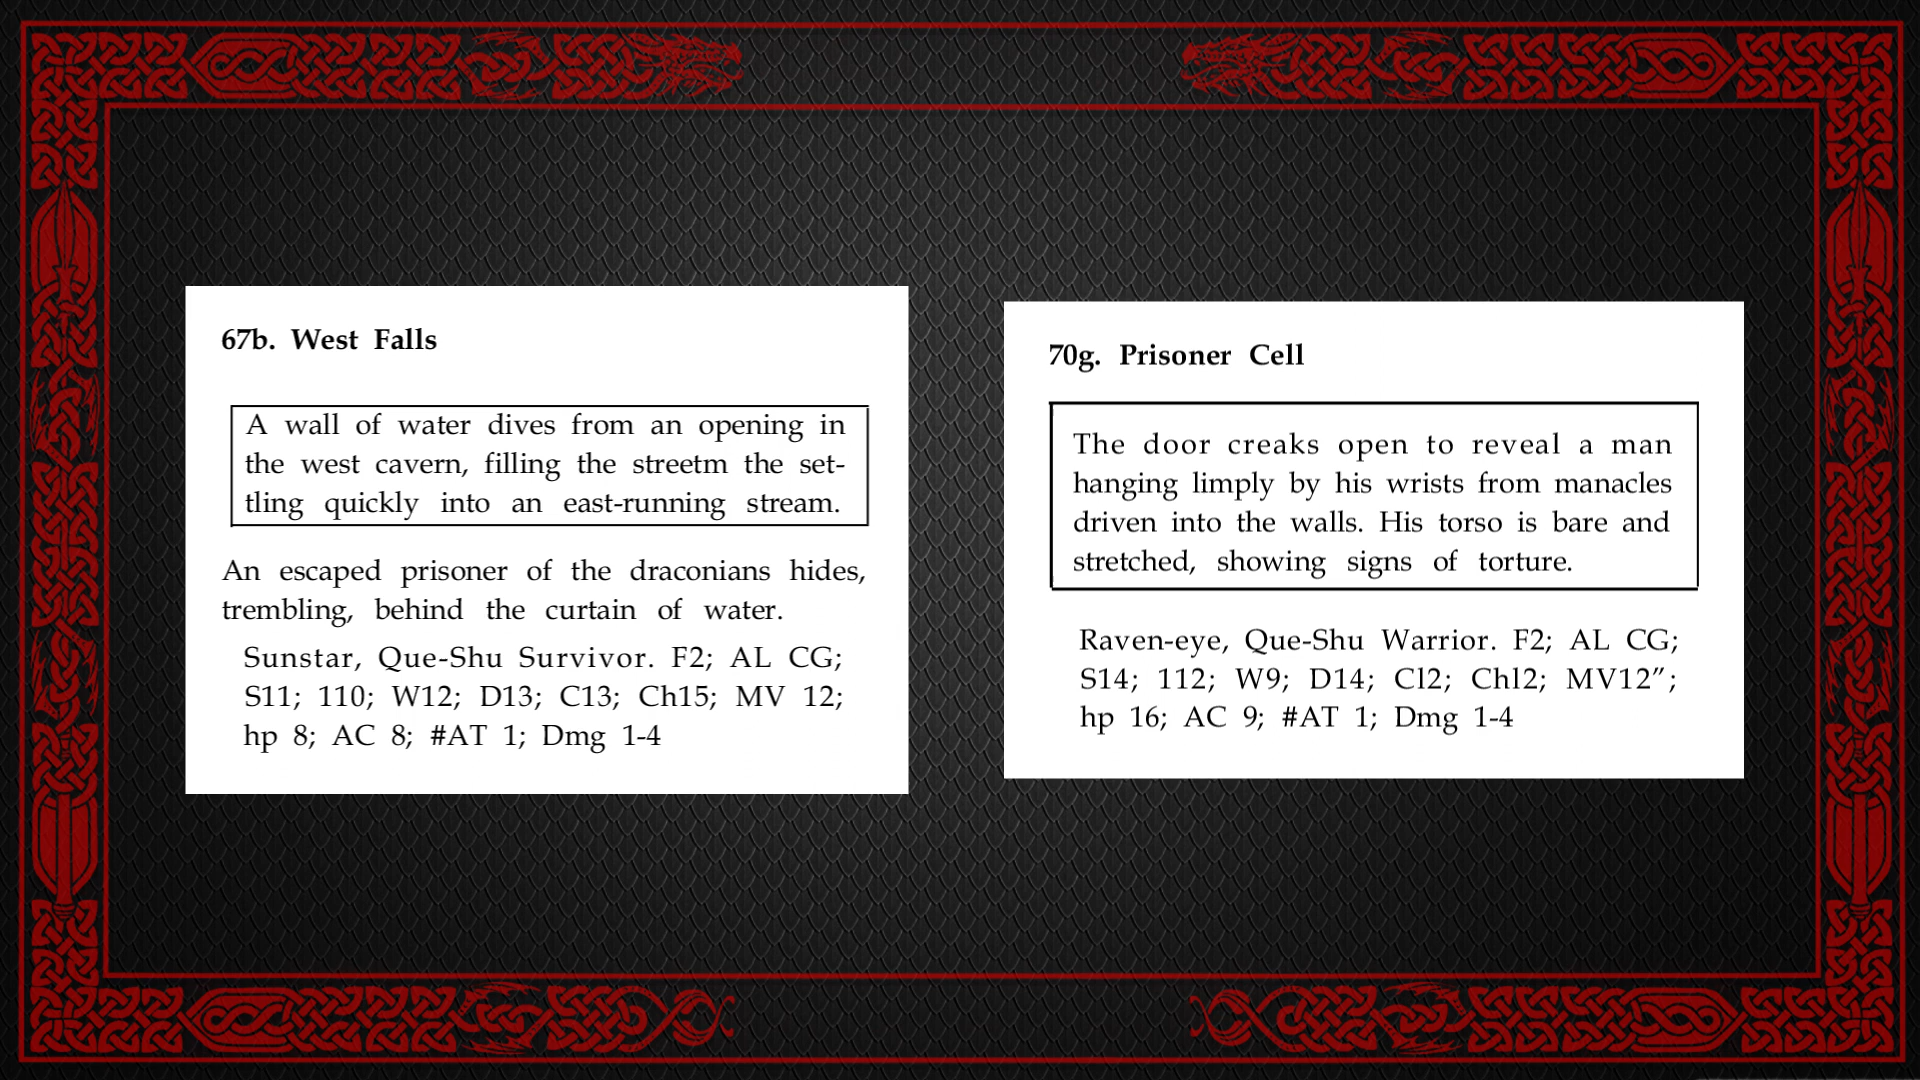 67b. West Falls
A wall of water dives from an opening in
the west cavern, filling the streetm the set-
tling quickly into an east-running stream.
An escaped prisoner of the draconians hides,
trembling, behind the curtain of water.
Sunstar, Que-Shu Survivor. F2; AL CG;
S11; 110; W12; D13; C13; Ch15; MV 12;
hp 8; AC 8; #AT 1; Dmg 1-4
70g. Prisoner Cell
The door creaks open to reveal a man
hanging limply by his wrists from manacles
driven into the walls. His torso is bare and
stretched, showing signs of torture.
Raven-eye, Que-Shu Warrior. F2; AL CG;
S14; 112; W9; D14; Cl2; Chl2; MV12”;
hp 16; AC 9; #AT 1; Dmg 1-4